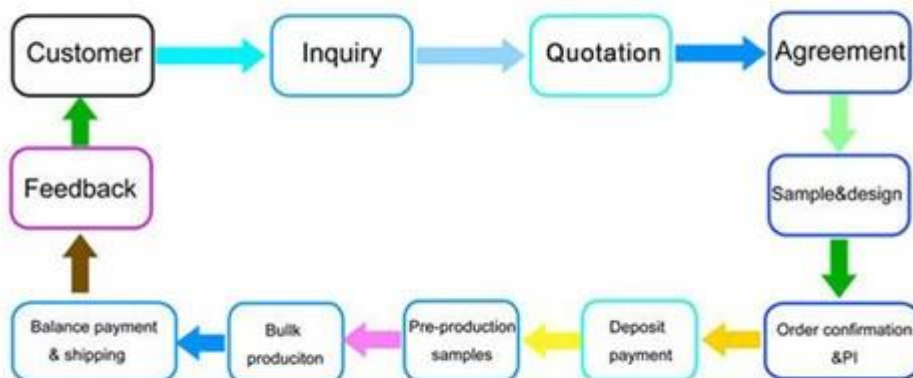 Customer
Inquiry
Quotation
Agreement
Sample&design
Order confirmation
&PI
Deposit
payment
Pre-production
samples
Bullk
produciton
Balance payment
& shipping
Feedback